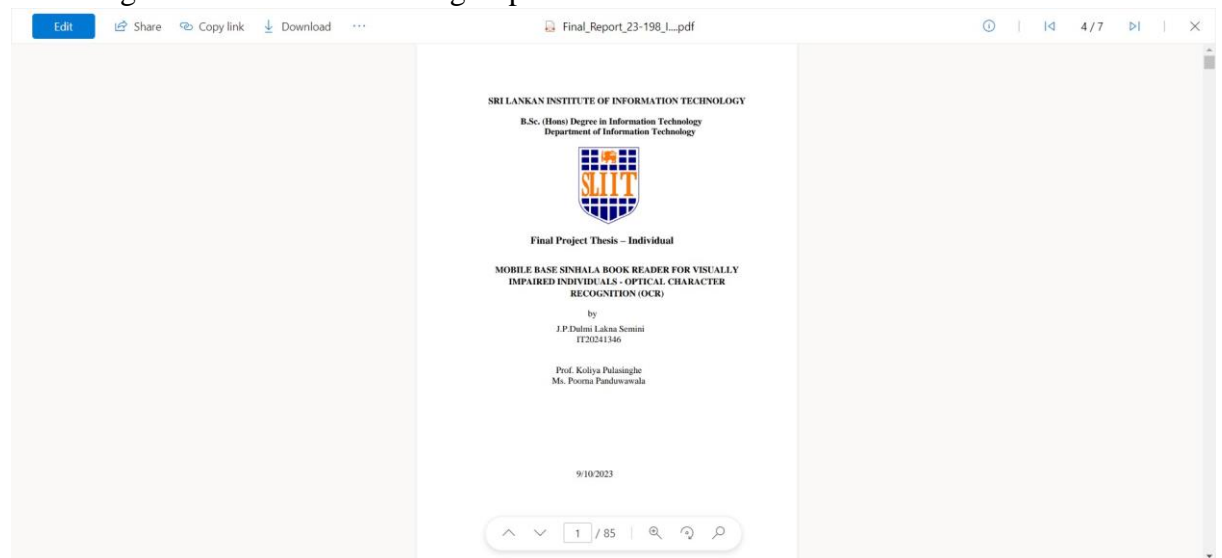 Edit Share Copy link Download ... Final_Report_23-198_I....pdf 4 / 7
SRI LANKAN INSTITUTE OF INFORMATION TECHNOLOGY
B.Sc. (Hons) Degree in Information Technology
Department of Information Technology
SLIIT
Final Project Thesis – Individual
MOBILE BASE SINHALA BOOK READER FOR VISUALLY
IMPAIRED INDIVIDUALS - OPTICAL CHARACTER
RECOGNITION (OCR)
by
J.P.Dulmi Lakna Semini
IT20241346
Prof. Koliya Pulasinghe
Ms. Poorna Panduwawala
9/10/2023
1 / 85